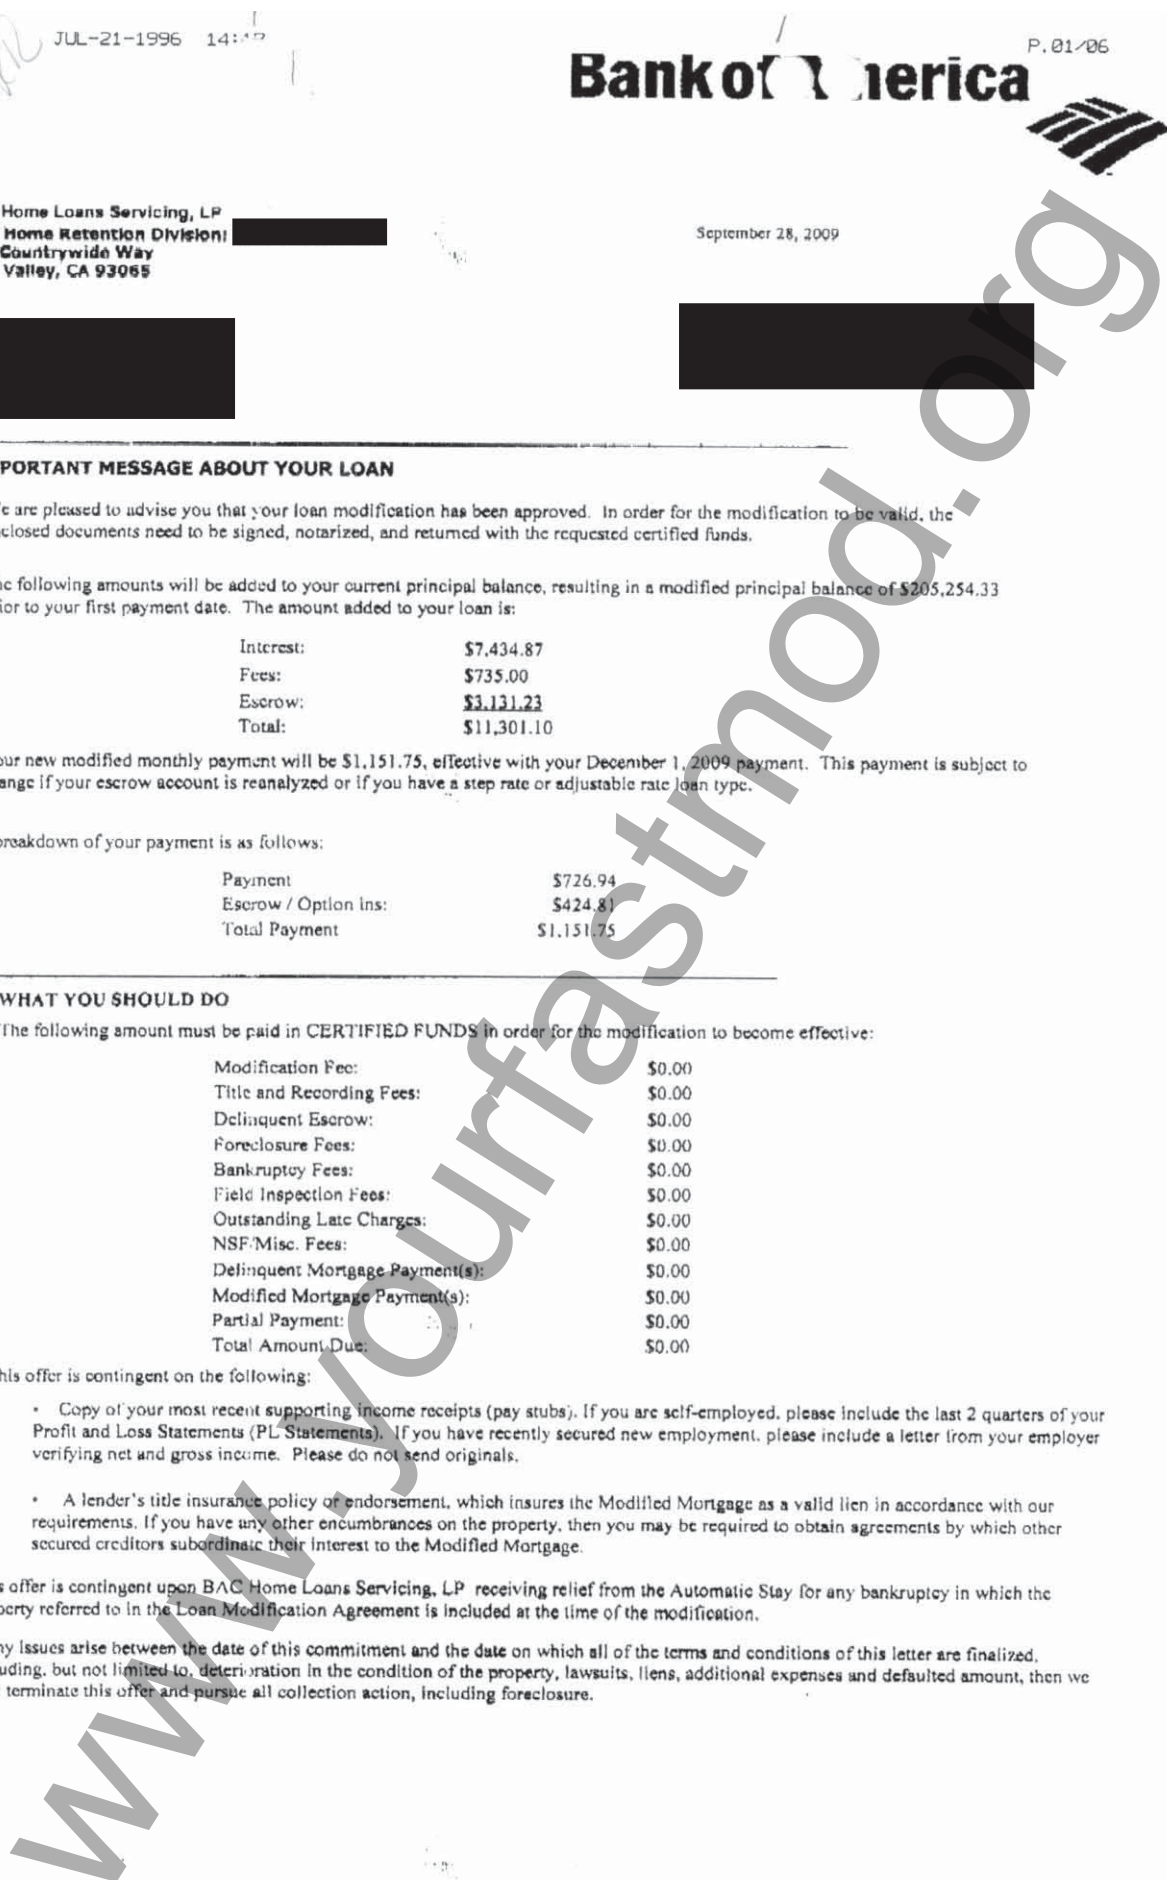 JUL-21-1996 14:
P.01/06
Bank of erica
Home Loans Servicing, LP
Home Retention Division:
Countrywide Way
Valley, CA 93065
September 28, 2009
PORTANT MESSAGE ABOUT YOUR LOAN
e are pleased to advise you that your loan modification has been approved. In order for the modification to be valid, the
closed documents need to be signed, notarized, and returned with the requested certified funds.
he following amounts will be added to your current principal balance, resulting in a modified principal balance of $205,254.33
ior to your first payment date. The amount added to your loan is:
Interest: $7,434.87
Fees: $735.00
Escrow: $3,131.23
Total: $11,301.10
our new modified monthly payment will be $1,151.75, effective with your December 1, 2009 payment. This payment is subject to
ange if your escrow account is reanalyzed or if you have a step rate or adjustable rate loan type.
breakdown of your payment is as follows:
Payment $726.94
Escrow / Option ins: $424.81
Total Payment $1,151.75
WHAT YOU SHOULD DO
The following amount must be paid in CERTIFIED FUNDS in order for the modification to become effective:
Modification Fee: $0.00
Title and Recording Fees: $0.00
Delinquent Escrow: $0.00
Foreclosure Fees: $0.00
Bankruptcy Fees: $0.00
Field Inspection Fees: $0.00
Outstanding Late Charges: $0.00
NSF/Misc. Fees: $0.00
Delinquent Mortgage Payment(s): $0.00
Modified Mortgage Payment(s): $0.00
Partial Payment: $0.00
Total Amount Due: $0.00
his offer is contingent on the following:
• Copy of your most recent supporting income receipts (pay stubs). If you are self-employed, please include the last 2 quarters of your
Profit and Loss Statements (PL Statements). If you have recently secured new employment, please include a letter from your employer
verifying net and gross income. Please do not send originals.
• A lender's title insurance policy or endorsement, which insures the Modified Mortgage as a valid lien in accordance with our
requirements. If you have any other encumbrances on the property, then you may be required to obtain agreements by which other
secured creditors subordinate their interest to the Modified Mortgage.
s offer is contingent upon BAC Home Loans Servicing, LP receiving relief from the Automatic Stay for any bankruptcy in which the
perty referred to in the Loan Modification Agreement is included at the time of the modification.
ny issues arise between the date of this commitment and the date on which all of the terms and conditions of this letter are finalized,
uding, but not limited to, deterioration in the condition of the property, lawsuits, liens, additional expenses and defaulted amount, then we
terminate this offer and pursue all collection action, including foreclosure.
www.yourfastmod.org